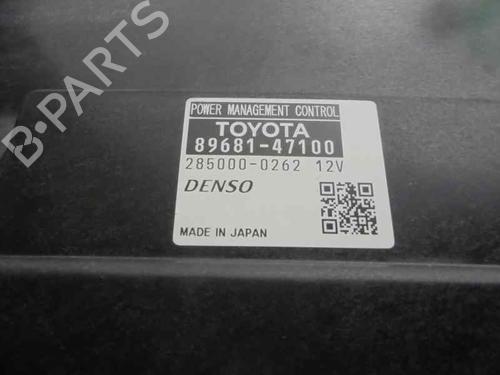 POWER MANAGEMENT CONTROL
TOYOTA
89681-47100
285000-0262 12V
DENSO
MADE IN JAPAN
B-PARTS